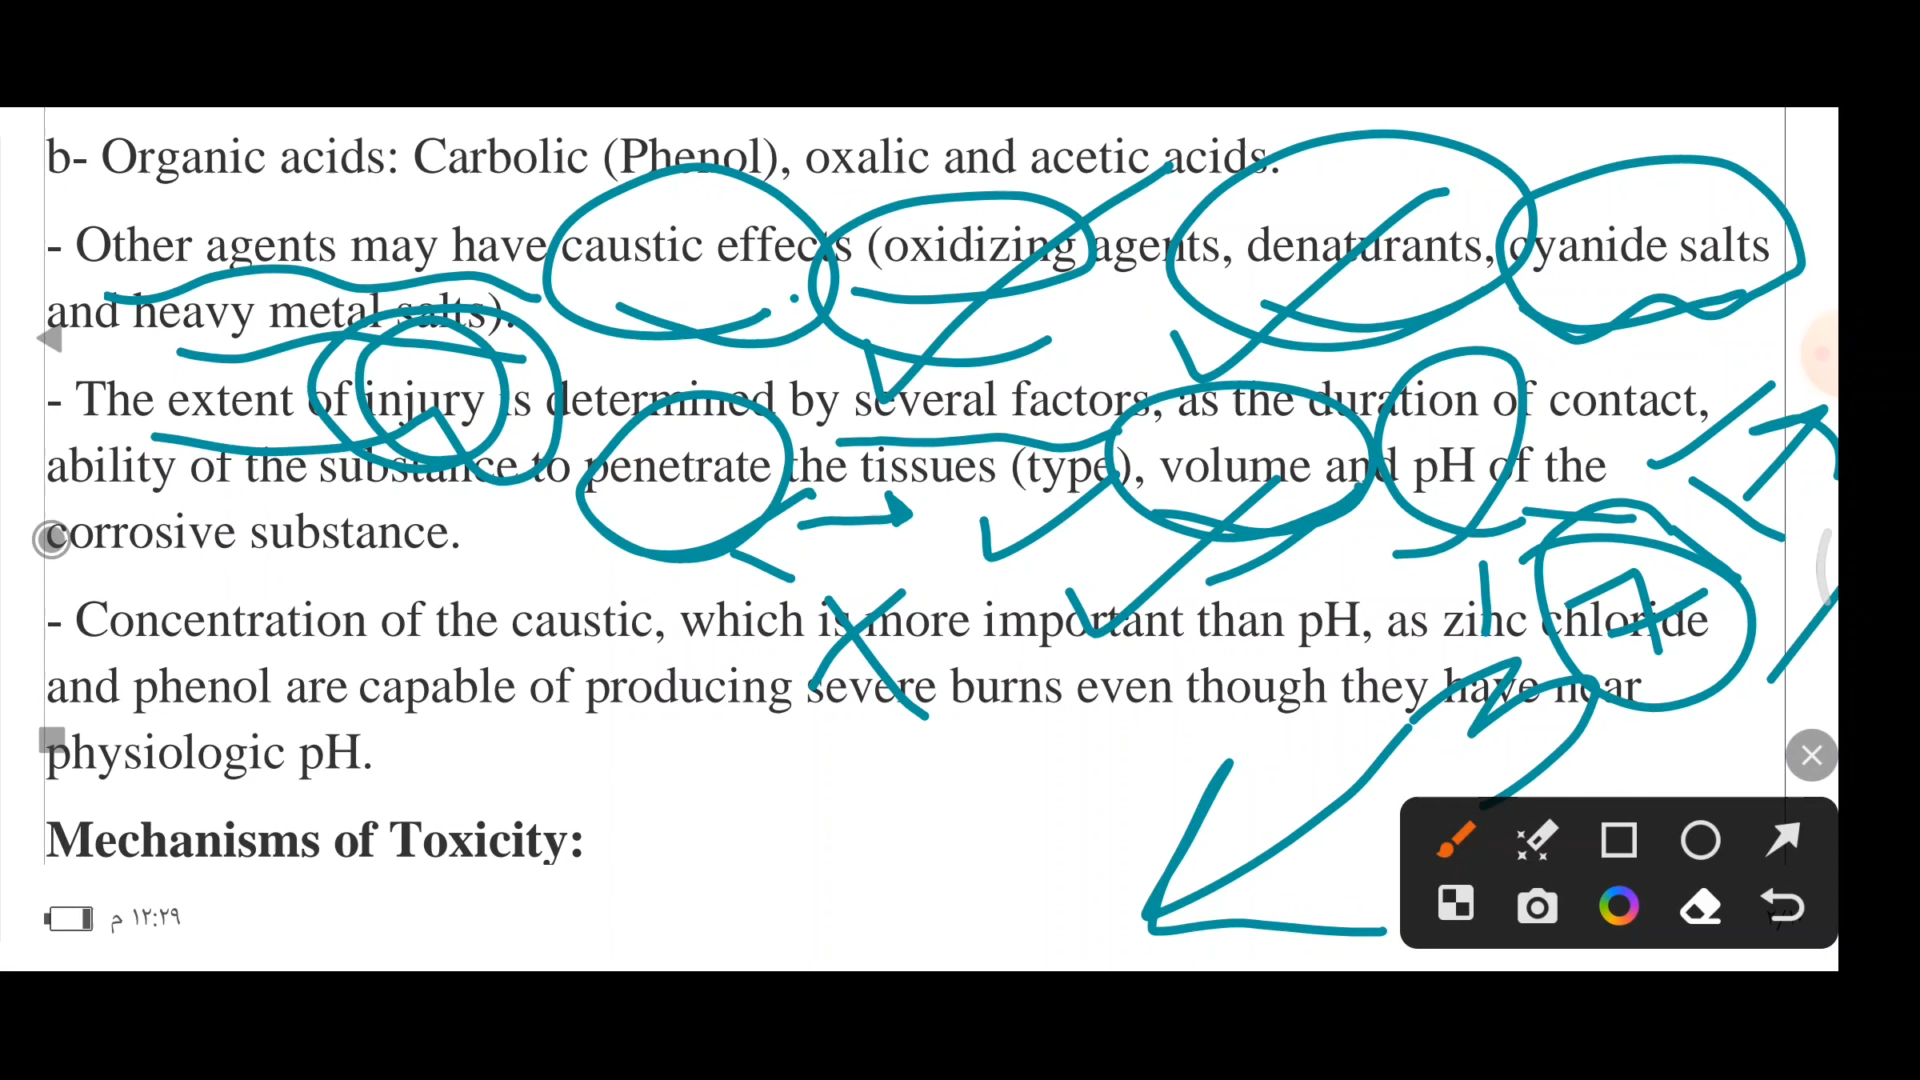 b- Organic acids: Carbolic (Phenol), oxalic and acetic acids.
- Other agents may have caustic effects (oxidizing agents, denaturants, cyanide salts
and heavy metal salts).
- The extent of injury is determined by several factors, as the duration of contact,
ability of the substance to penetrate the tissues (type), volume and pH of the
corrosive substance.
- Concentration of the caustic, which is more important than pH, as zinc chloride
and phenol are capable of producing severe burns even though they have near
physiologic pH.
Mechanisms of Toxicity:
١٢:٢٩ م